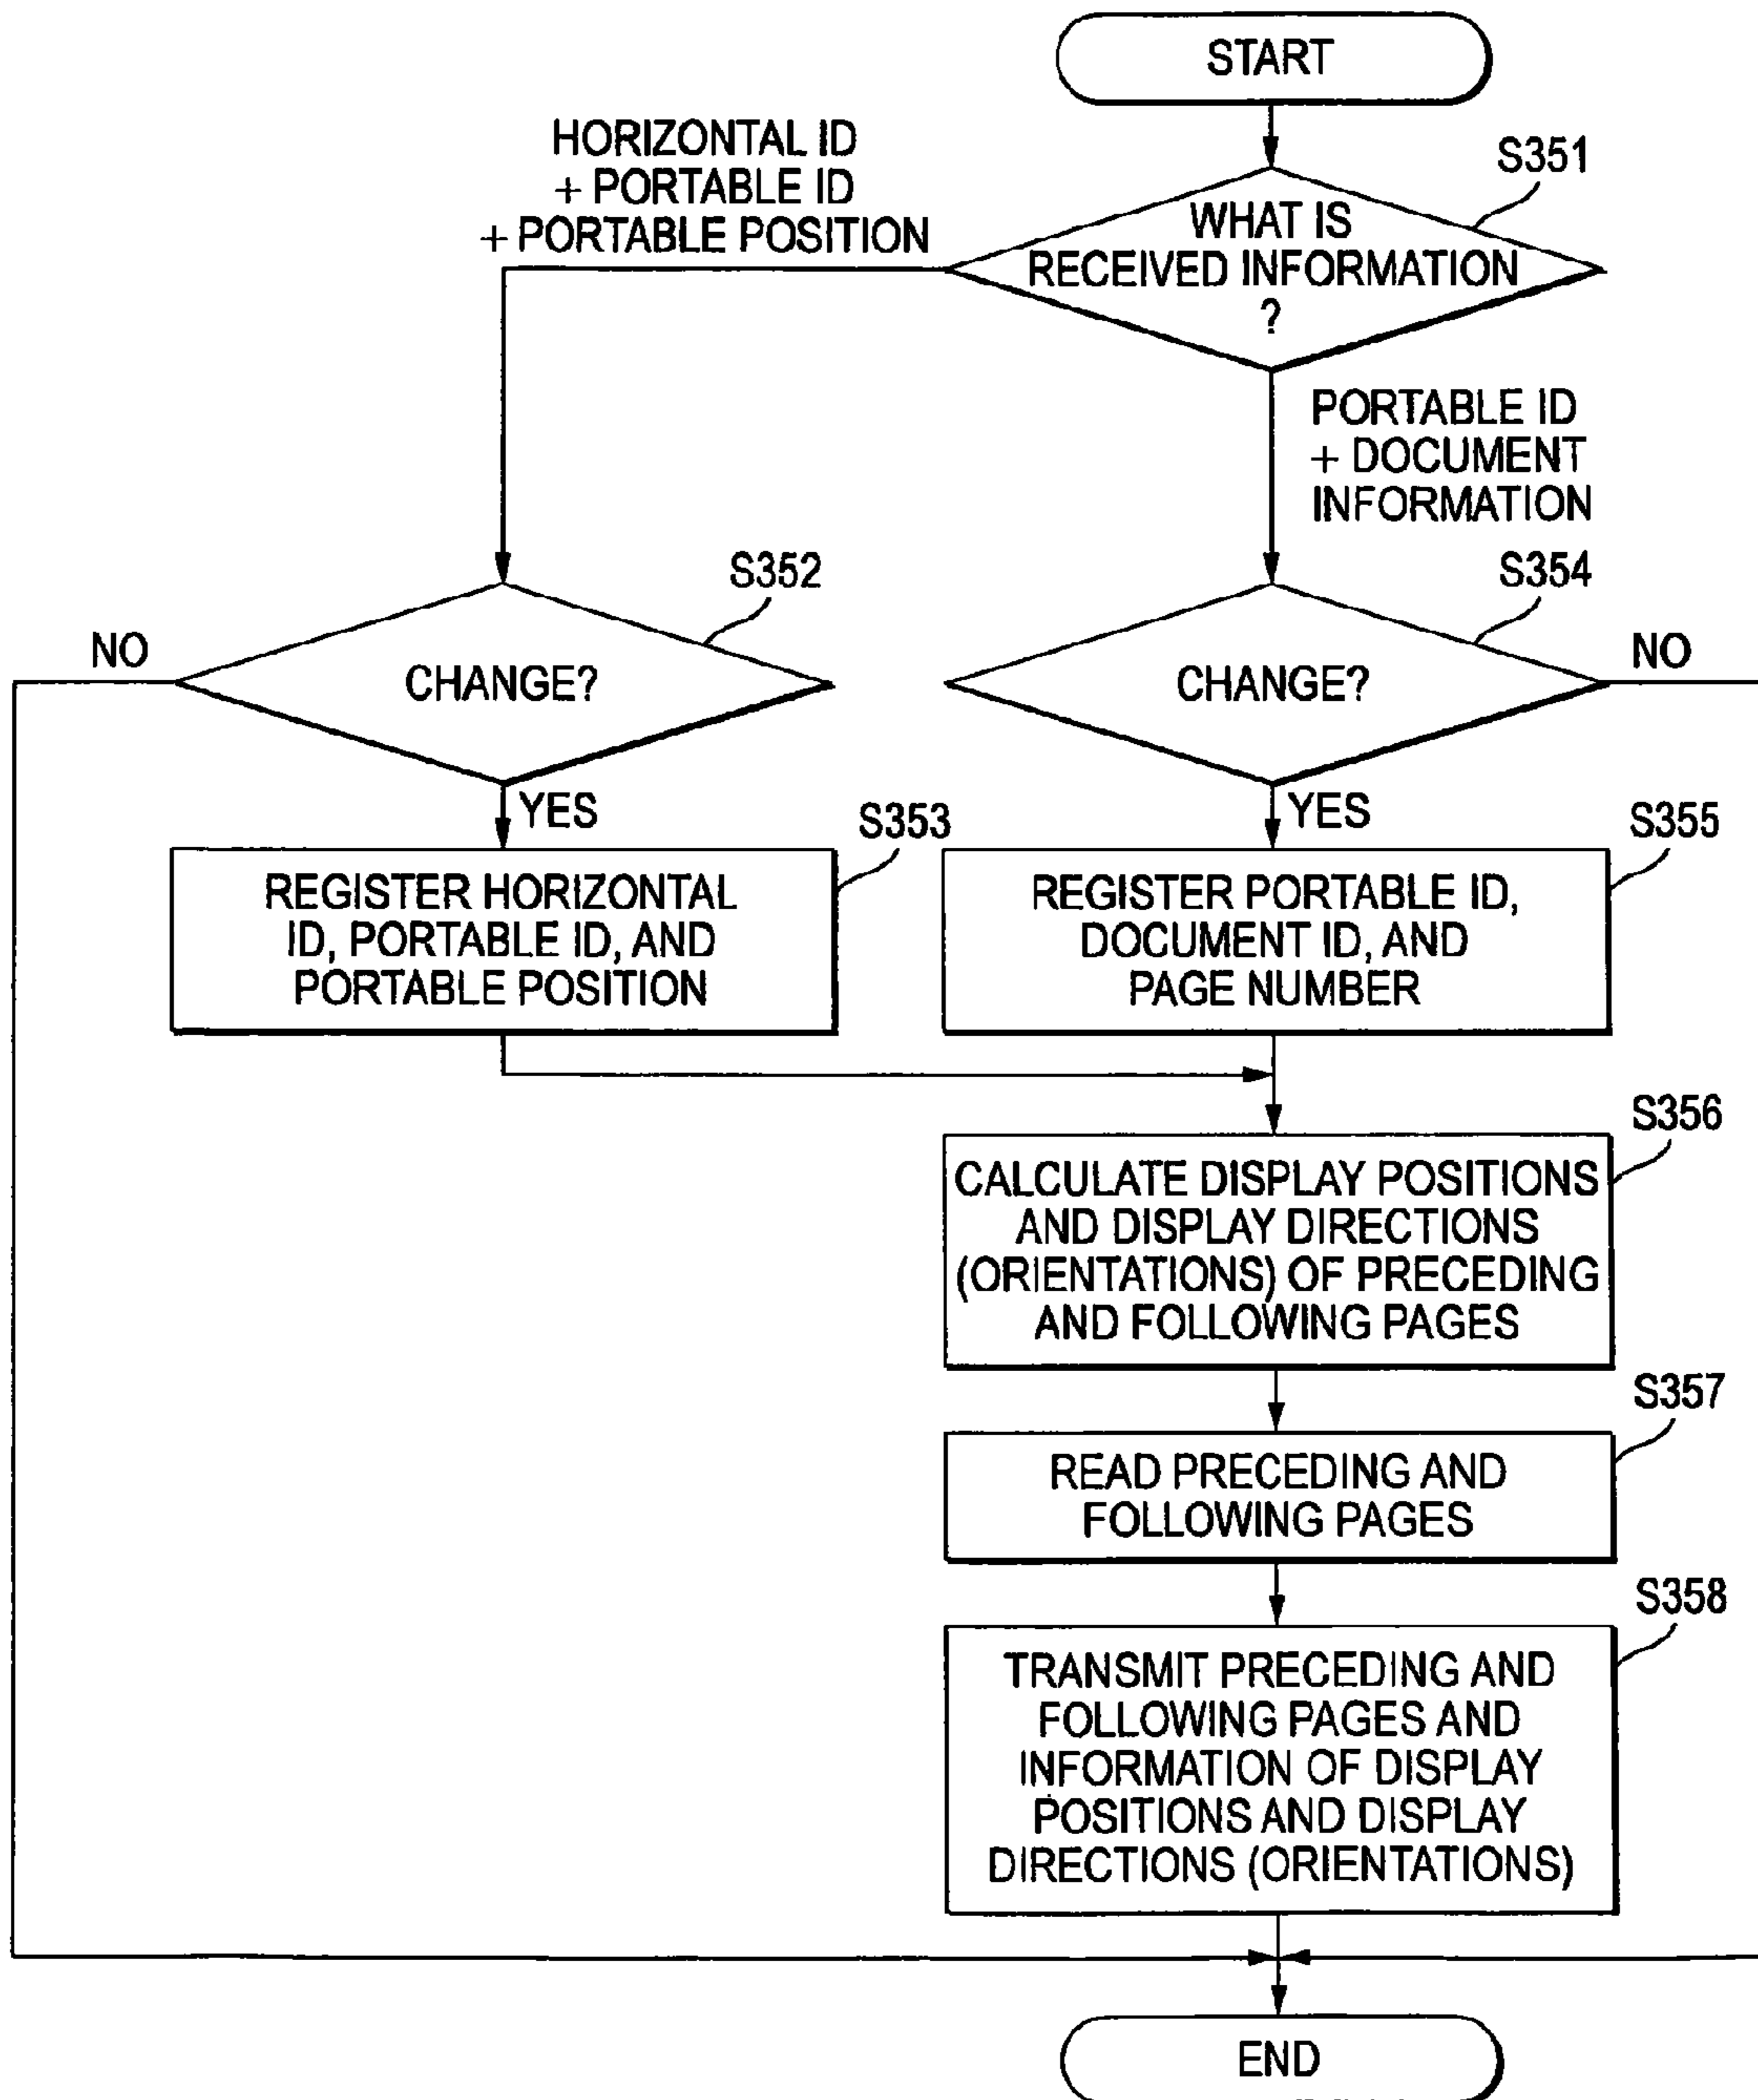 START
HORIZONTAL ID
+ PORTABLE ID
+ PORTABLE POSITION
S351
WHAT IS
RECEIVED INFORMATION
?
PORTABLE ID
+ DOCUMENT
INFORMATION
S352
NO
CHANGE?
YES
S354
CHANGE?
NO
YES
S353
REGISTER HORIZONTAL
ID, PORTABLE ID, AND
PORTABLE POSITION
S355
REGISTER PORTABLE ID,
DOCUMENT ID, AND
PAGE NUMBER
S356
CALCULATE DISPLAY POSITIONS
AND DISPLAY DIRECTIONS
(ORIENTATIONS) OF PRECEDING
AND FOLLOWING PAGES
S357
READ PRECEDING AND
FOLLOWING PAGES
S358
TRANSMIT PRECEDING AND
FOLLOWING PAGES AND
INFORMATION OF DISPLAY
POSITIONS AND DISPLAY
DIRECTIONS (ORIENTATIONS)
END